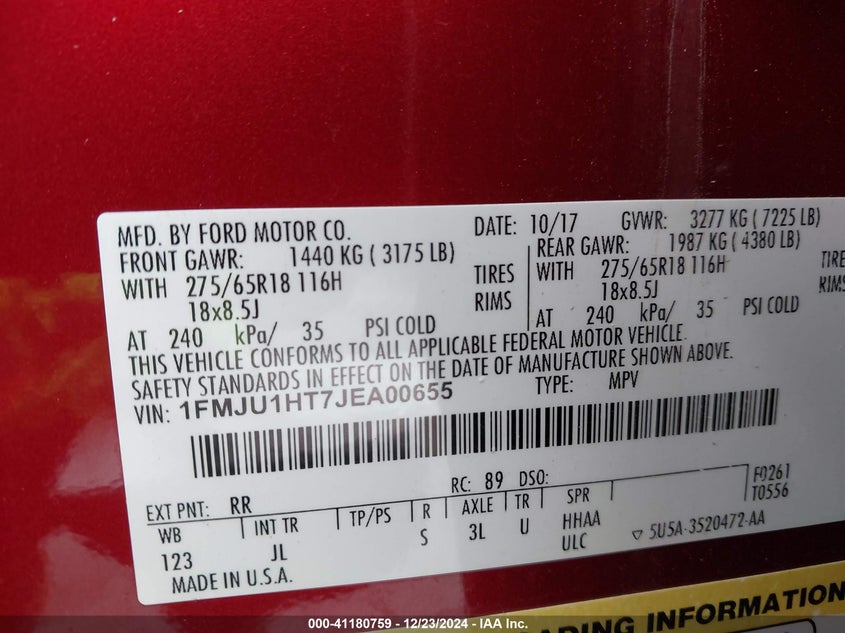 MFD. BY FORD MOTOR CO. DATE: 10/17 GVWR: 3277 KG ( 7225 LB)
FRONT GAWR: 1440 KG ( 3175 LB) REAR GAWR: 1987 KG ( 4380 LB)
WITH 275/65R18 116H TIRES WITH 275/65R18 116H TIRE
18x8.5J RIMS 18x8.5J RIMS
AT 240 kPa/ 35 PSI COLD AT 240 kPa/ 35 PSI COLD
THIS VEHICLE CONFORMS TO ALL APPLICABLE FEDERAL MOTOR VEHICLE
SAFETY STANDARDS IN EFFECT ON THE DATE OF MANUFACTURE SHOWN ABOVE.
VIN: 1FMJU1HT7JEA00655 TYPE: MPV
RC: 89 DSO: F0261
EXT PNT: RR T0556
WB INT TR TP/PS R AXLE TR SPR
123 JL S 3L U HHAA
ULC ▽ 5U5A-3520472-AA
MADE IN U.S.A.
ADING INFORMATION
000-41180759 - 12/23/2024 - IAA Inc.